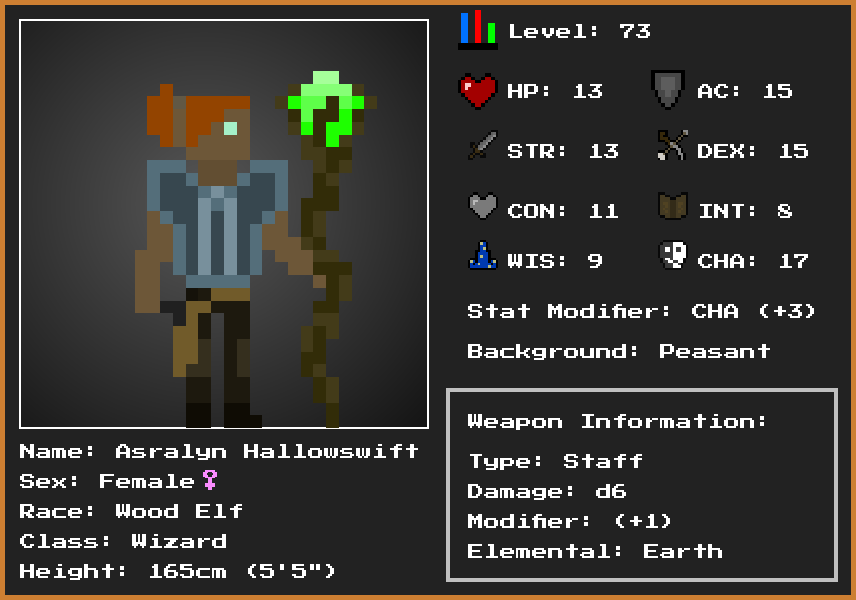 Level: 73
HP: 13
AC: 15
STR: 13
DEX: 15
CON: 11
INT: 8
WIS: 9
CHA: 17
Stat Modifier: CHA (+3)
Background: Peasant
Weapon Information:
Type: Staff
Damage: d6
Modifier: (+1)
Elemental: Earth
Name: Asralyn Hallowswift
Sex: Female♀
Race: Wood Elf
Class: Wizard
Height: 165cm (5'5")